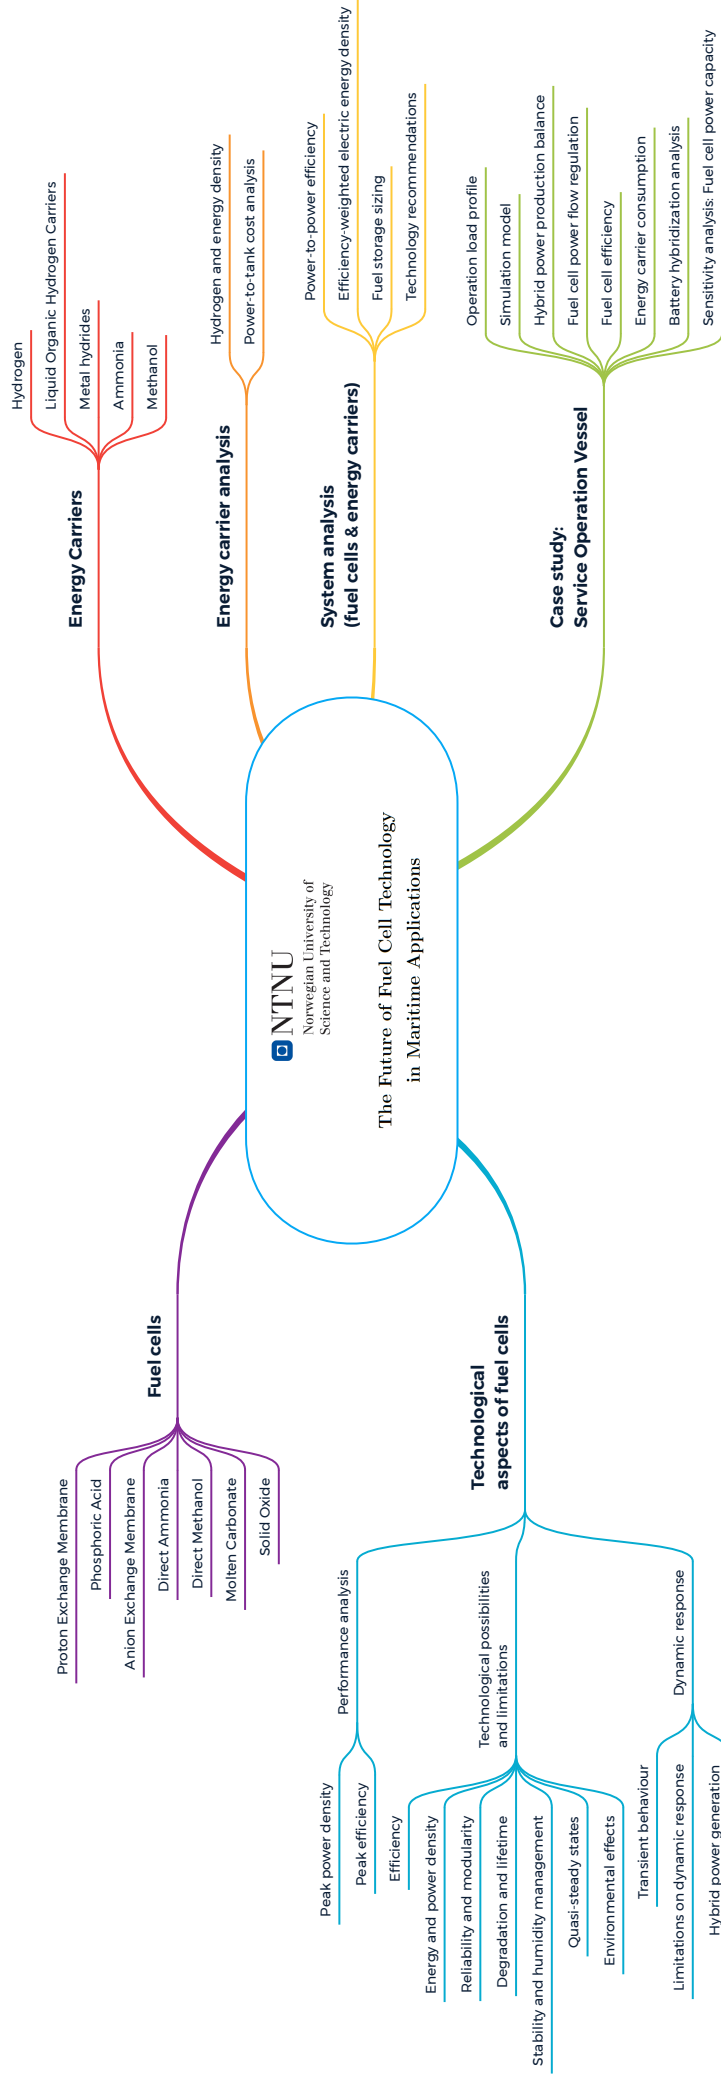 NTNU
Norwegian University of
Science and Technology
The Future of Fuel Cell Technology
in Maritime Applications
Fuel cells
Proton Exchange Membrane
Phosphoric Acid
Anion Exchange Membrane
Direct Ammonia
Direct Methanol
Molten Carbonate
Solid Oxide
Technological
aspects of fuel cells
Performance analysis
Peak power density
Peak efficiency
Technological possibilities
and limitations
Efficiency
Energy and power density
Reliability and modularity
Degradation and lifetime
Stability and humidity management
Quasi-steady states
Environmental effects
Dynamic response
Transient behaviour
Limitations on dynamic response
Hybrid power generation
Energy Carriers
Hydrogen
Liquid Organic Hydrogen Carriers
Metal hydrides
Ammonia
Methanol
Energy carrier analysis
Hydrogen and energy density
Power-to-tank cost analysis
System analysis
(fuel cells & energy carriers)
Power-to-power efficiency
Efficiency-weighted electric energy density
Fuel storage sizing
Technology recommendations
Case study:
Service Operation Vessel
Operation load profile
Simulation model
Hybrid power production balance
Fuel cell power flow regulation
Fuel cell efficiency
Energy carrier consumption
Battery hybridization analysis
Sensitivity analysis: Fuel cell power capacity